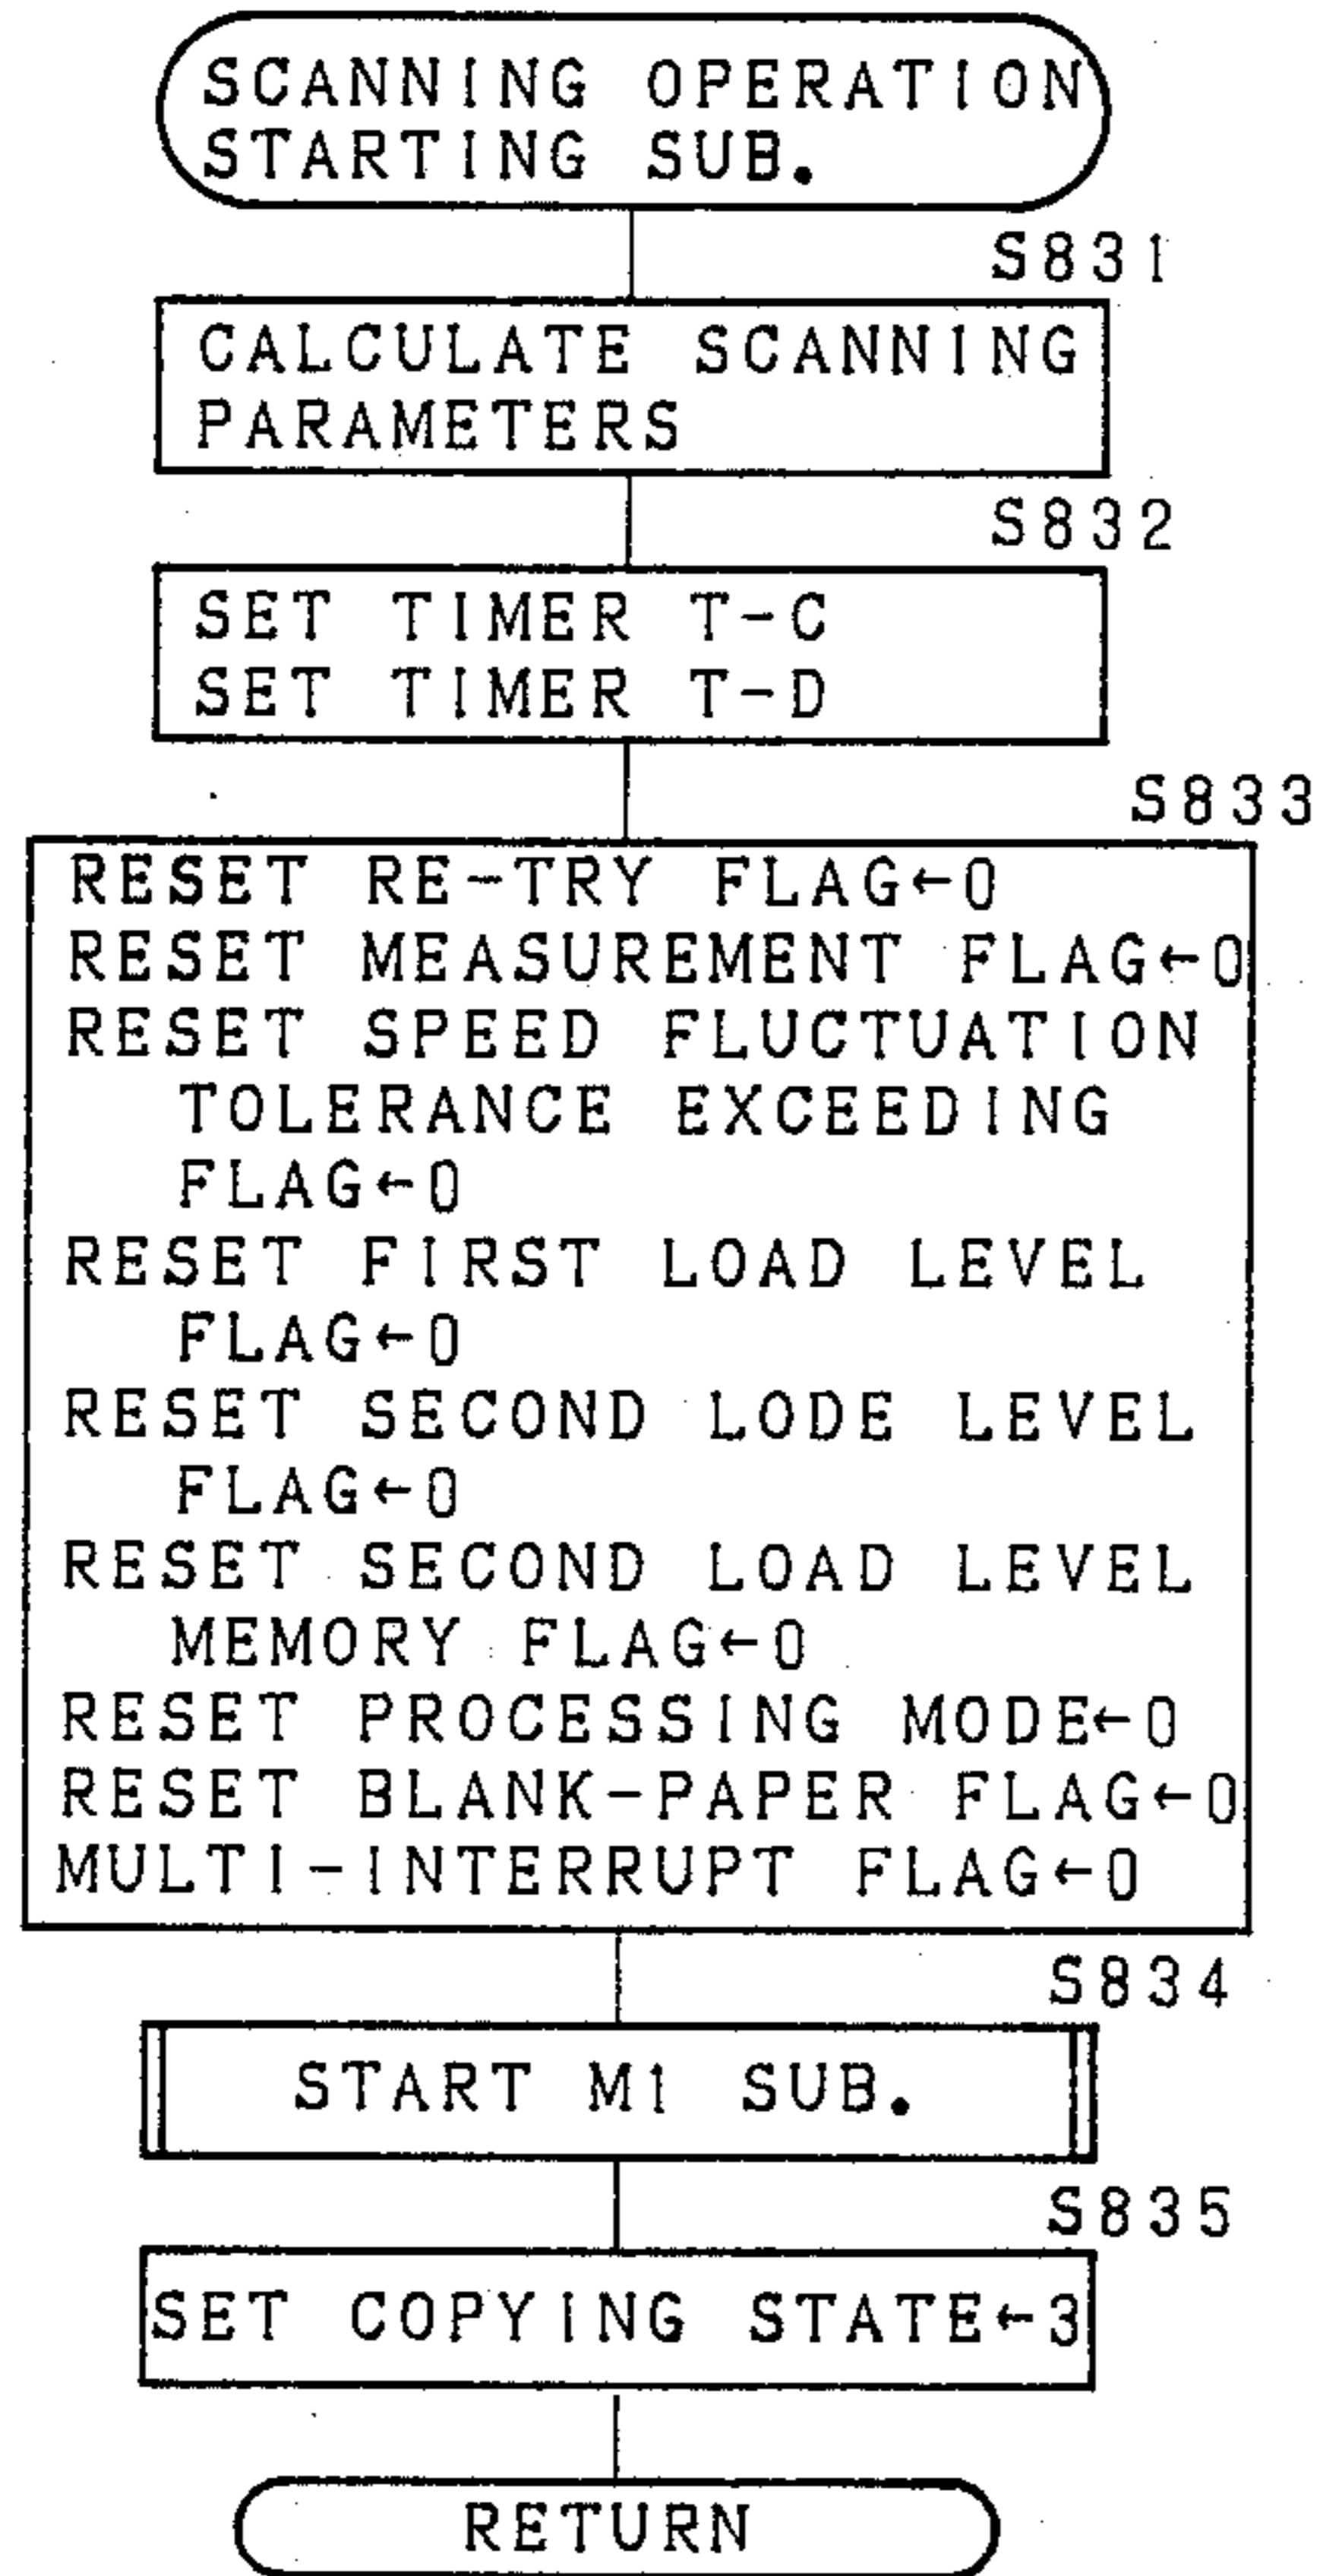 SCANNING OPERATION
STARTING SUB.
S831
CALCULATE SCANNING
PARAMETERS
S832
SET TIMER T-C
SET TIMER T-D
S833
RESET RE-TRY FLAG←0
RESET MEASUREMENT FLAG←0
RESET SPEED FLUCTUATION
TOLERANCE EXCEEDING
FLAG←0
RESET FIRST LOAD LEVEL
FLAG←0
RESET SECOND LODE LEVEL
FLAG←0
RESET SECOND LOAD LEVEL
MEMORY FLAG←0
RESET PROCESSING MODE←0
RESET BLANK-PAPER FLAG←0
MULTI-INTERRUPT FLAG←0
S834
START M1 SUB.
S835
SET COPYING STATE←3
RETURN